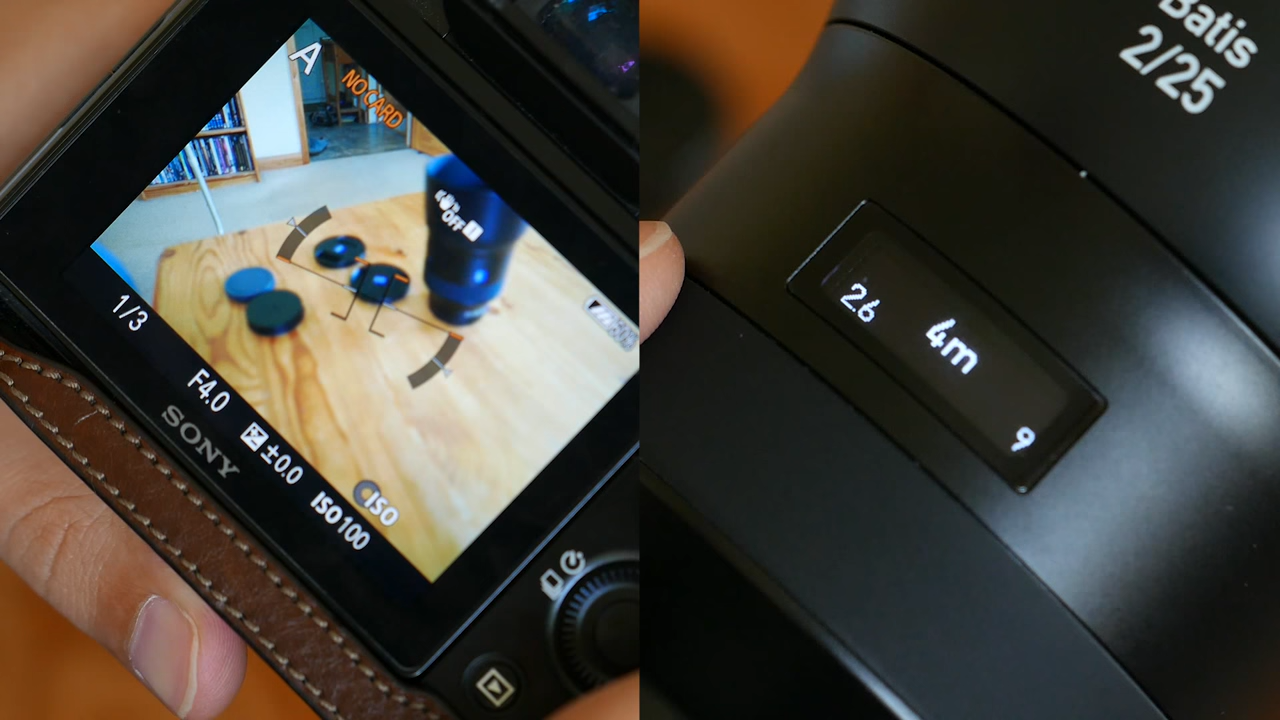 A
NO CARD
OFF
1/3
F4.0
±0.0
ISO
ISO 100
SONY
Batis
2/25
2.6
4m
9